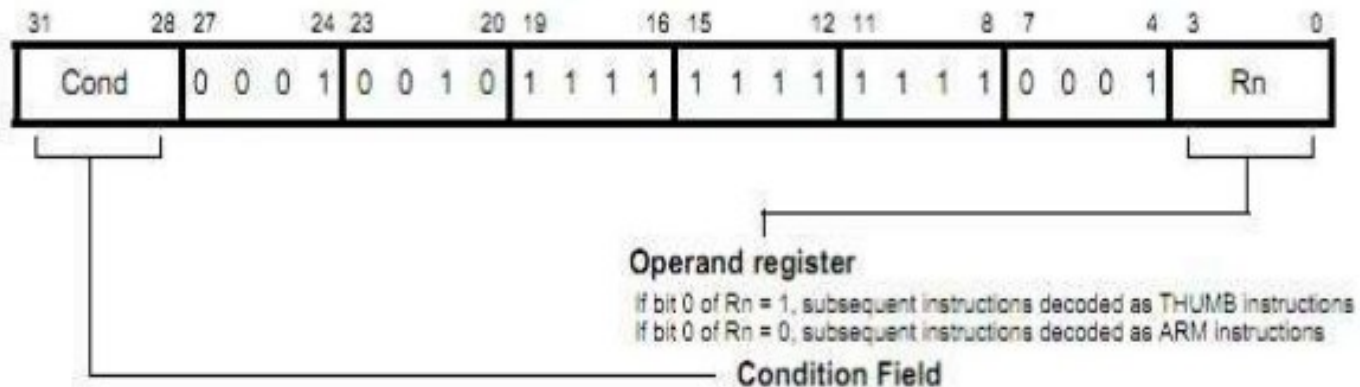 31 28 27 24 23 20 19 16 15 12 11 8 7 4 3 0
Cond 0 0 0 1 0 0 1 0 1 1 1 1 1 1 1 1 1 1 1 1 0 0 0 1 Rn
Operand register
If bit 0 of Rn = 1, subsequent instructions decoded as THUMB instructions
If bit 0 of Rn = 0, subsequent instructions decoded as ARM instructions
Condition Field